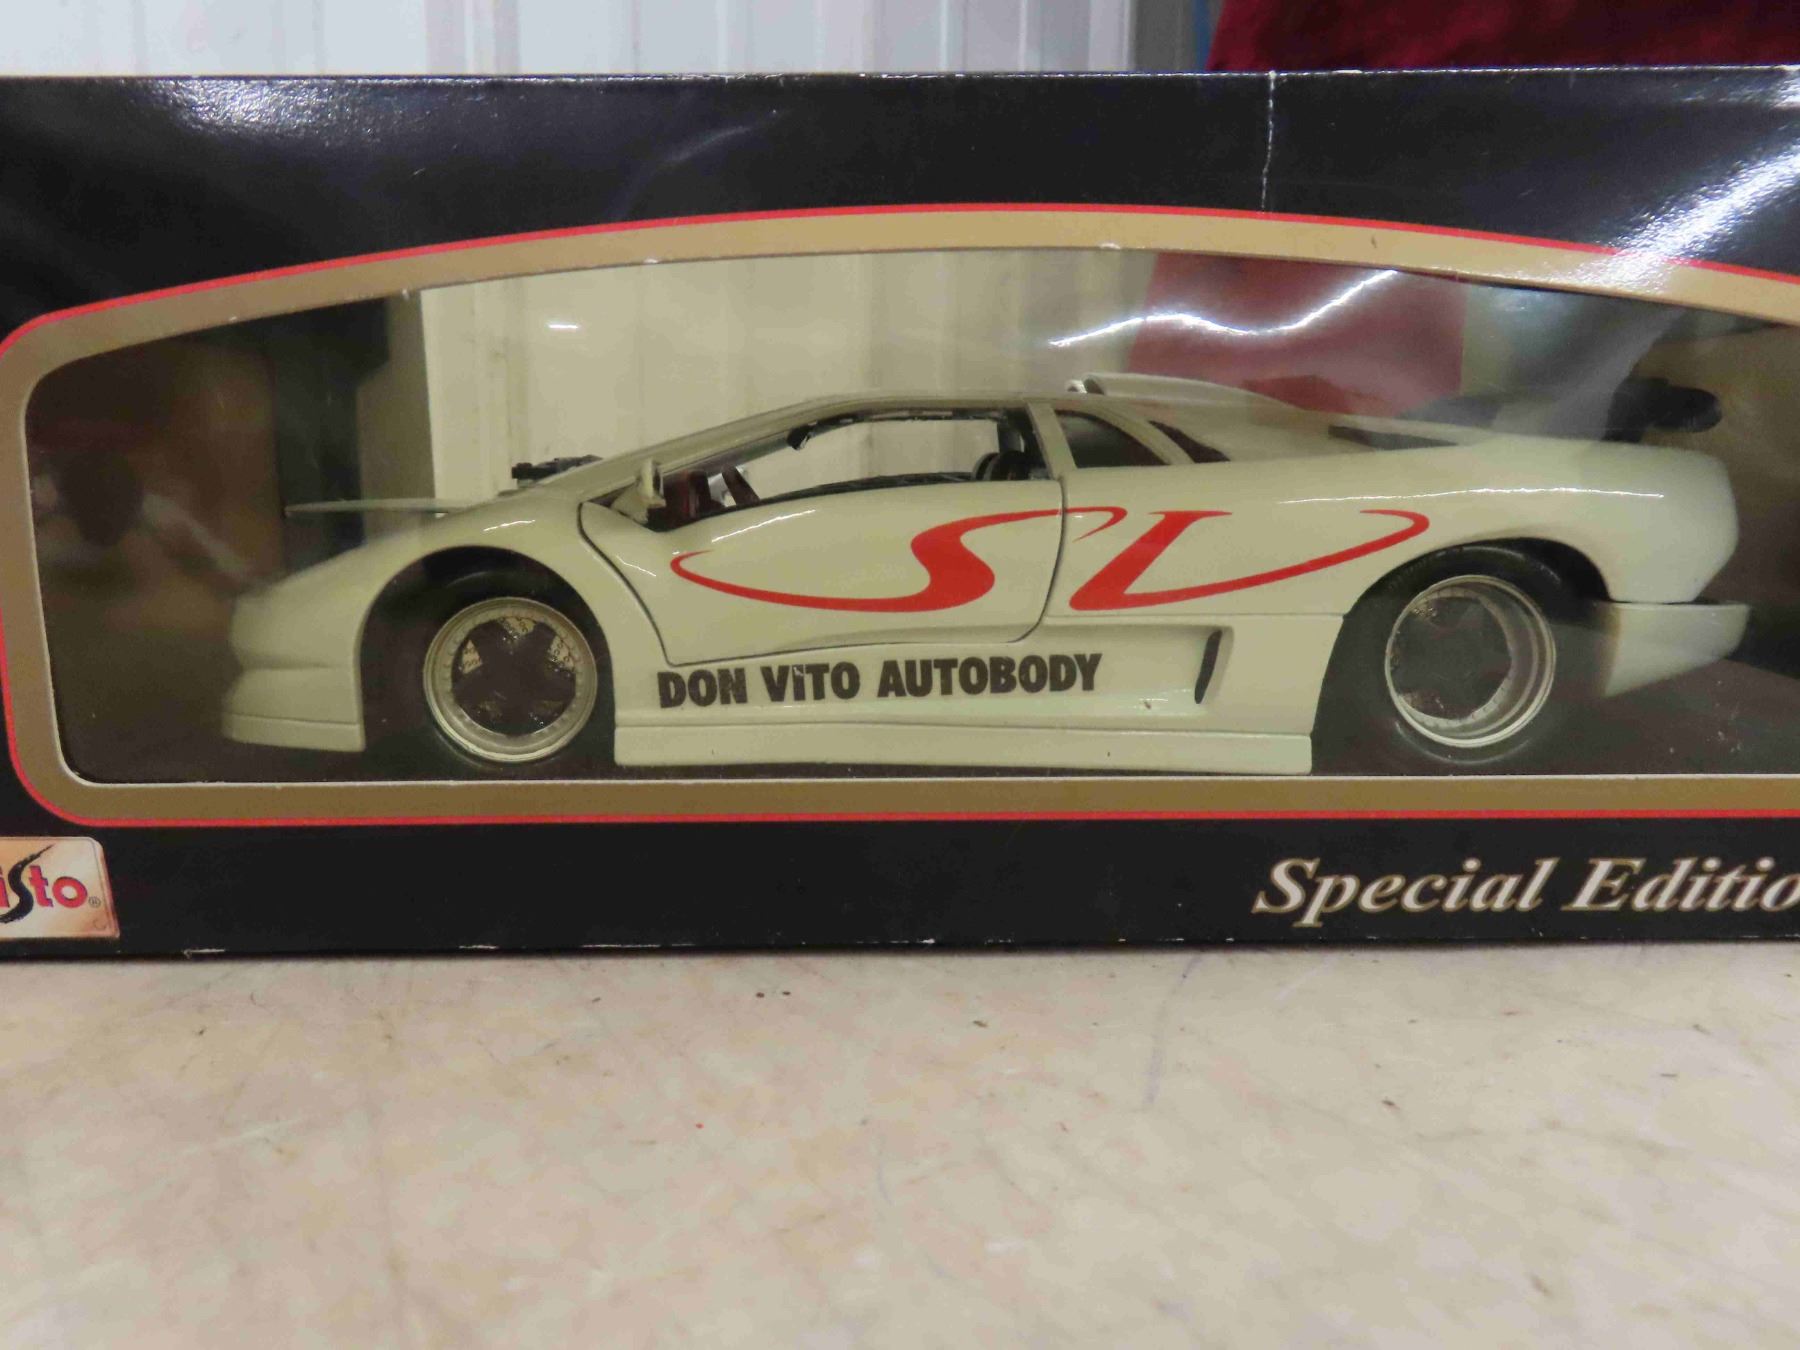 SL
DON ViTO AUTOBODY
isto®
Special Editio